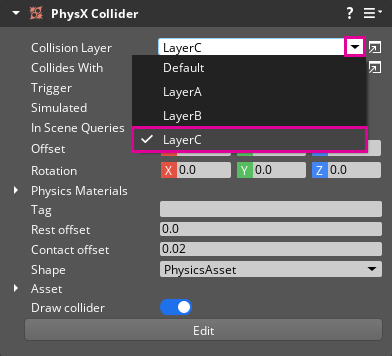 PhysX Collider
?
Collision Layer LayerC
Collides With
Default
Trigger
LayerA
Simulated
LayerB
In Scene Queries
LayerC
Offset
Rotation X 0.0 Y 0.0 Z 0.0
Physics Materials
Tag
Rest offset 0.0
Contact offset 0.02
Shape PhysicsAsset
Asset
Draw collider
Edit